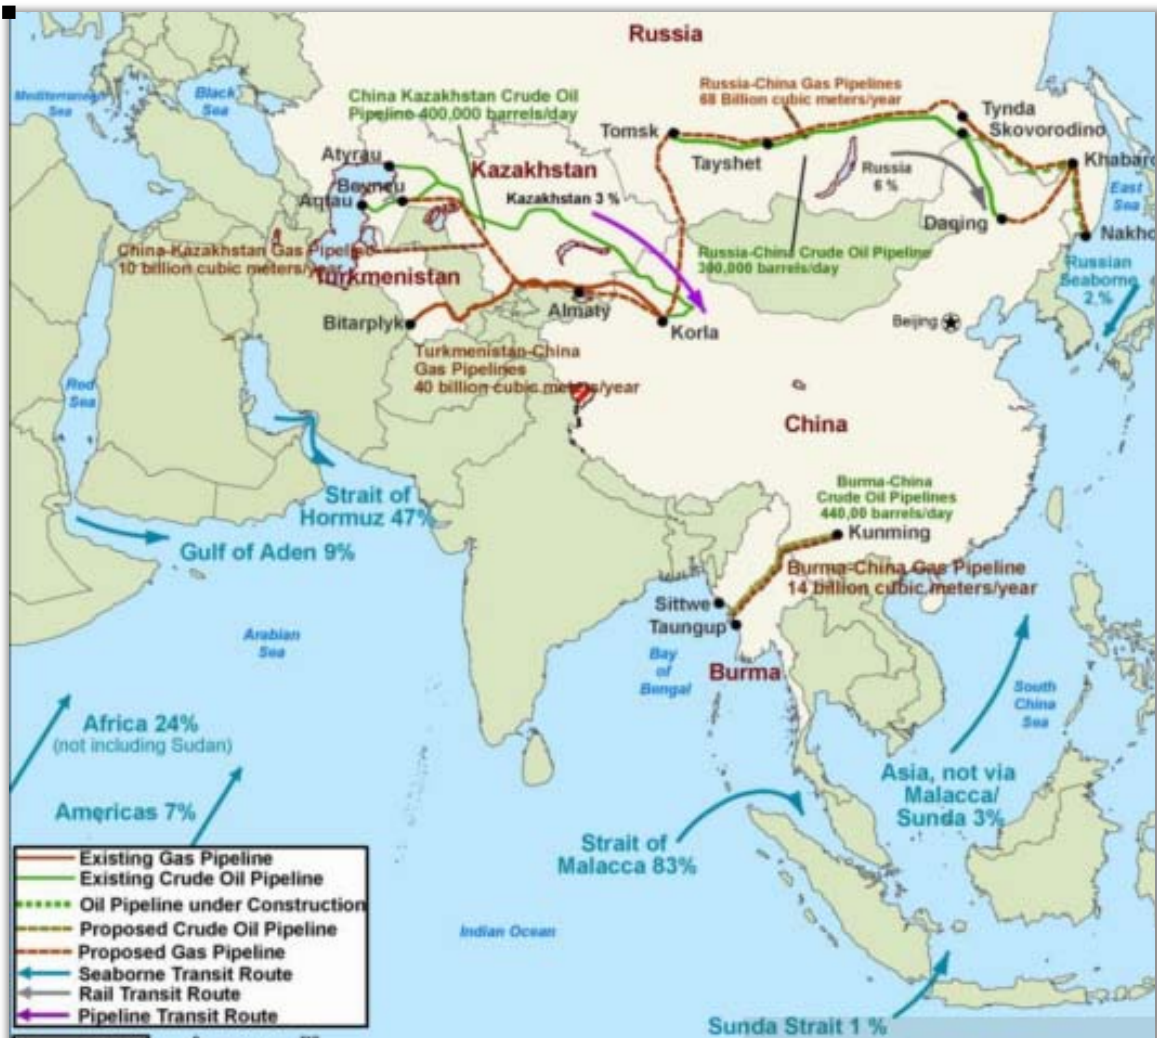 Russia
Mediterranean
Sea
Black
Sea
China Kazakhstan Crude Oil
Pipeline 400,000 barrels/day
Russia-China Gas Pipelines
68 Billion cubic meters/year
Tynda
Skovorodino
Tomsk
Tayshet
Khabaro
Atyrau
Kazakhstan
Russia
6 %
Beyneu
Aqtau
Kazakhstan 3 %
East
Sea
Daqing
Nakho
China-Kazakhstan Gas Pipeline
10 billion cubic meters/year
Russia-China Crude Oil Pipeline
300,000 barrels/day
Russian
Seaborne
2.%
Turkmenistan
Bitarplyk
Almaty
Korla
Beijing
Turkmenistan-China
Gas Pipelines
40 billion cubic meters/year
Red
Sea
China
Strait of
Hormuz 47%
Burma-China
Crude Oil Pipelines
440,00 barrels/day
Kunming
Gulf of Aden 9%
Burma-China Gas Pipeline
14 billion cubic meters/year
Sittwe
Taungup
Arabian
Sea
Bay
of
Bengal
Burma
South
China
Sea
Africa 24%
(not including Sudan)
Asia, not via
Malacca/
Sunda 3%
Americas 7%
Strait of
Malacca 83%
Existing Gas Pipeline
Existing Crude Oil Pipeline
Oil Pipeline under Construction
Proposed Crude Oil Pipeline
Proposed Gas Pipeline
Seaborne Transit Route
Rail Transit Route
Pipeline Transit Route
Indian Ocean
Sunda Strait 1 %